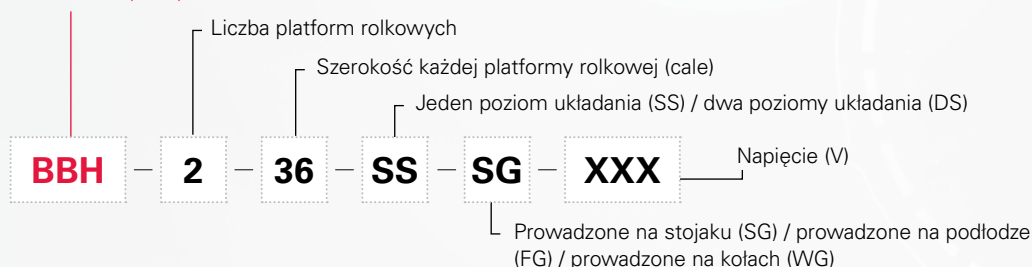 Liczba platform rolkowych
Szerokość każdej platformy rolkowej (cale)
Jeden poziom układania (SS) / dwa poziomy układania (DS)
BBH – 2 – 36 – SS – SG – XXX
Napięcie (V)
Prowadzone na stojaku (SG) / prowadzone na podłodze
(FG) / prowadzone na kołach (WG)